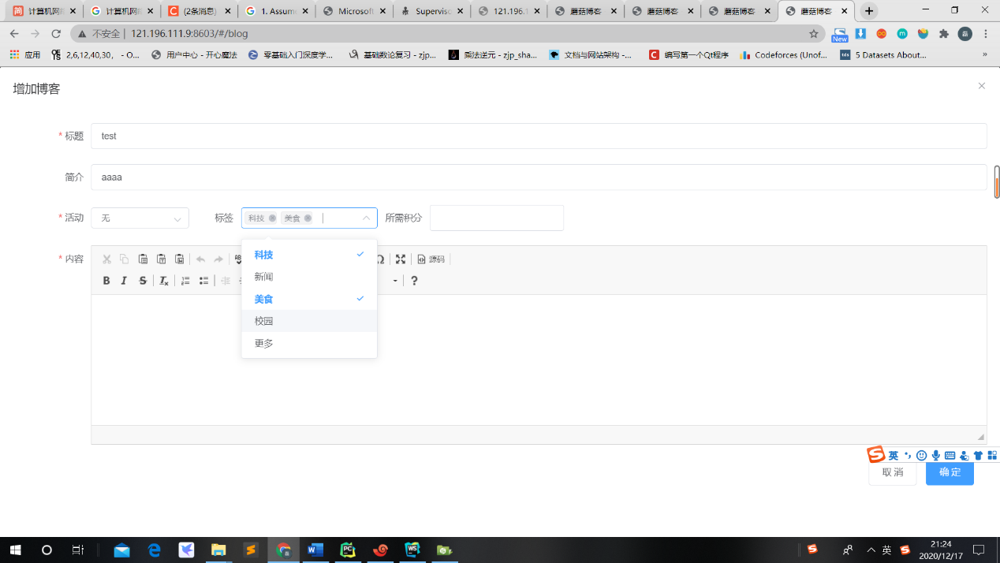 计算机网
计算机网
(2条消息)
1. Assum
Microsoft
Supervis
121.196.1
蘑菇博客
蘑菇博客
蘑菇博客
蘑菇博客
不安全 | 121.196.111.9:8603/#/blog
New
磊
应用
2,6,12,40,30, - O...
用户中心 - 开心魔法
零基础入门深度学...
基础数论复习 - zjp...
乘法逆元 - zjp_sha...
文档与网站架构 -...
编写第一个Qt程序
Codeforces (Unof...
5 Datasets About...
»
增加博客
* 标题 test
简介 aaaa
* 活动 无 标签 科技 美食 所需积分
* 内容
源码
科技
新闻
美食
校园
更多
英
取 消 确 定
英
21:24
2020/12/17